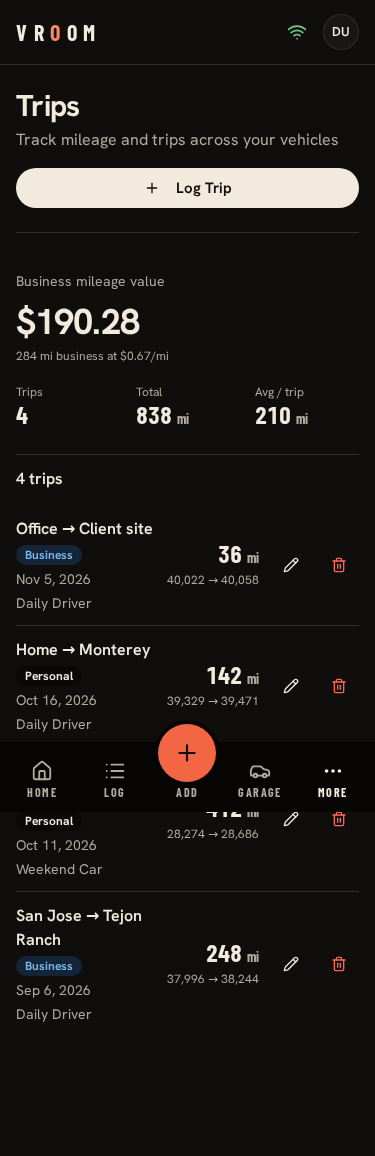 VROOM
DU
Trips
Track mileage and trips across your vehicles
+ Log Trip
Business mileage value
$190.28
284 mi business at $0.67/mi
Trips
Total
Avg / trip
4
838 mi
210 mi
4 trips
Office → Client site
Business
Nov 5, 2026
Daily Driver
36 mi
40,022 → 40,058
Home → Monterey
Personal
Oct 16, 2026
Daily Driver
142 mi
39,329 → 39,471
HOME
LOG
ADD
GARAGE
MORE
Personal
Oct 11, 2026
Weekend Car
412 mi
28,274 → 28,686
San Jose → Tejon
Ranch
Business
Sep 6, 2026
Daily Driver
248 mi
37,996 → 38,244